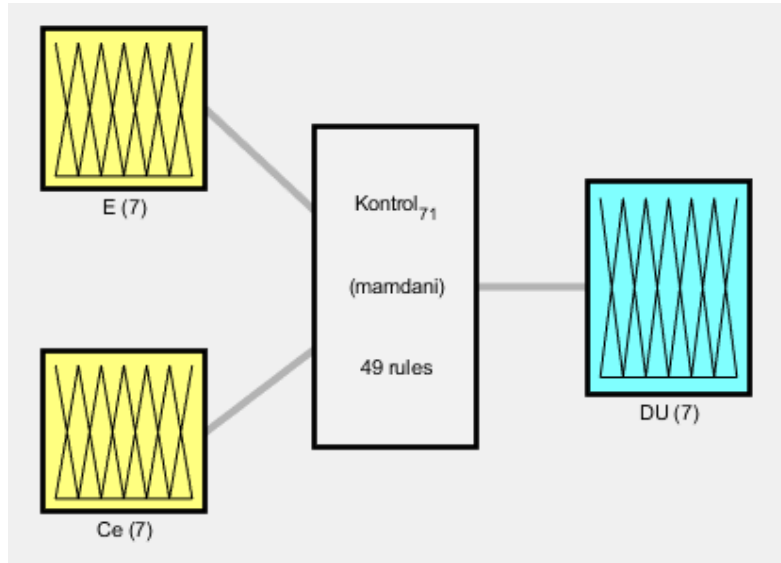 E (7)
Kontrol71
(mamdani)
49 rules
DU (7)
Ce (7)